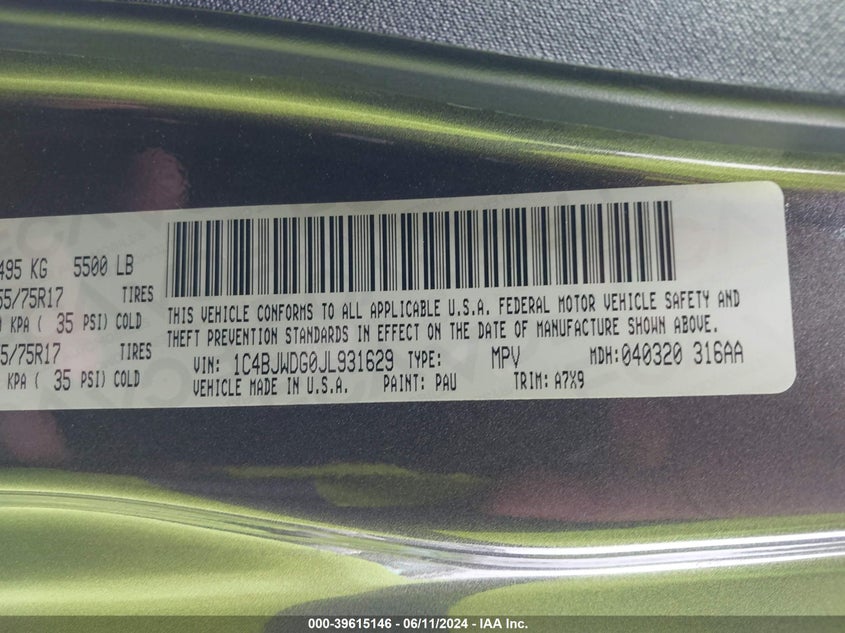 495 KG 5500 LB
55/75R17 TIRES
KPA ( 35 PSI) COLD
5/75R17 TIRES
KPA ( 35 PSI) COLD
THIS VEHICLE CONFORMS TO ALL APPLICABLE U.S.A. FEDERAL MOTOR VEHICLE SAFETY AND
THEFT PREVENTION STANDARDS IN EFFECT ON THE DATE OF MANUFACTURE SHOWN ABOVE.
VIN: 1C4BJWDG0JL931629 TYPE: MPV MDH: 040320 316AA
VEHICLE MADE IN U.S.A. PAINT: PAU TRIM: A7X9
000-39615146 - 06/11/2024 - IAA Inc.